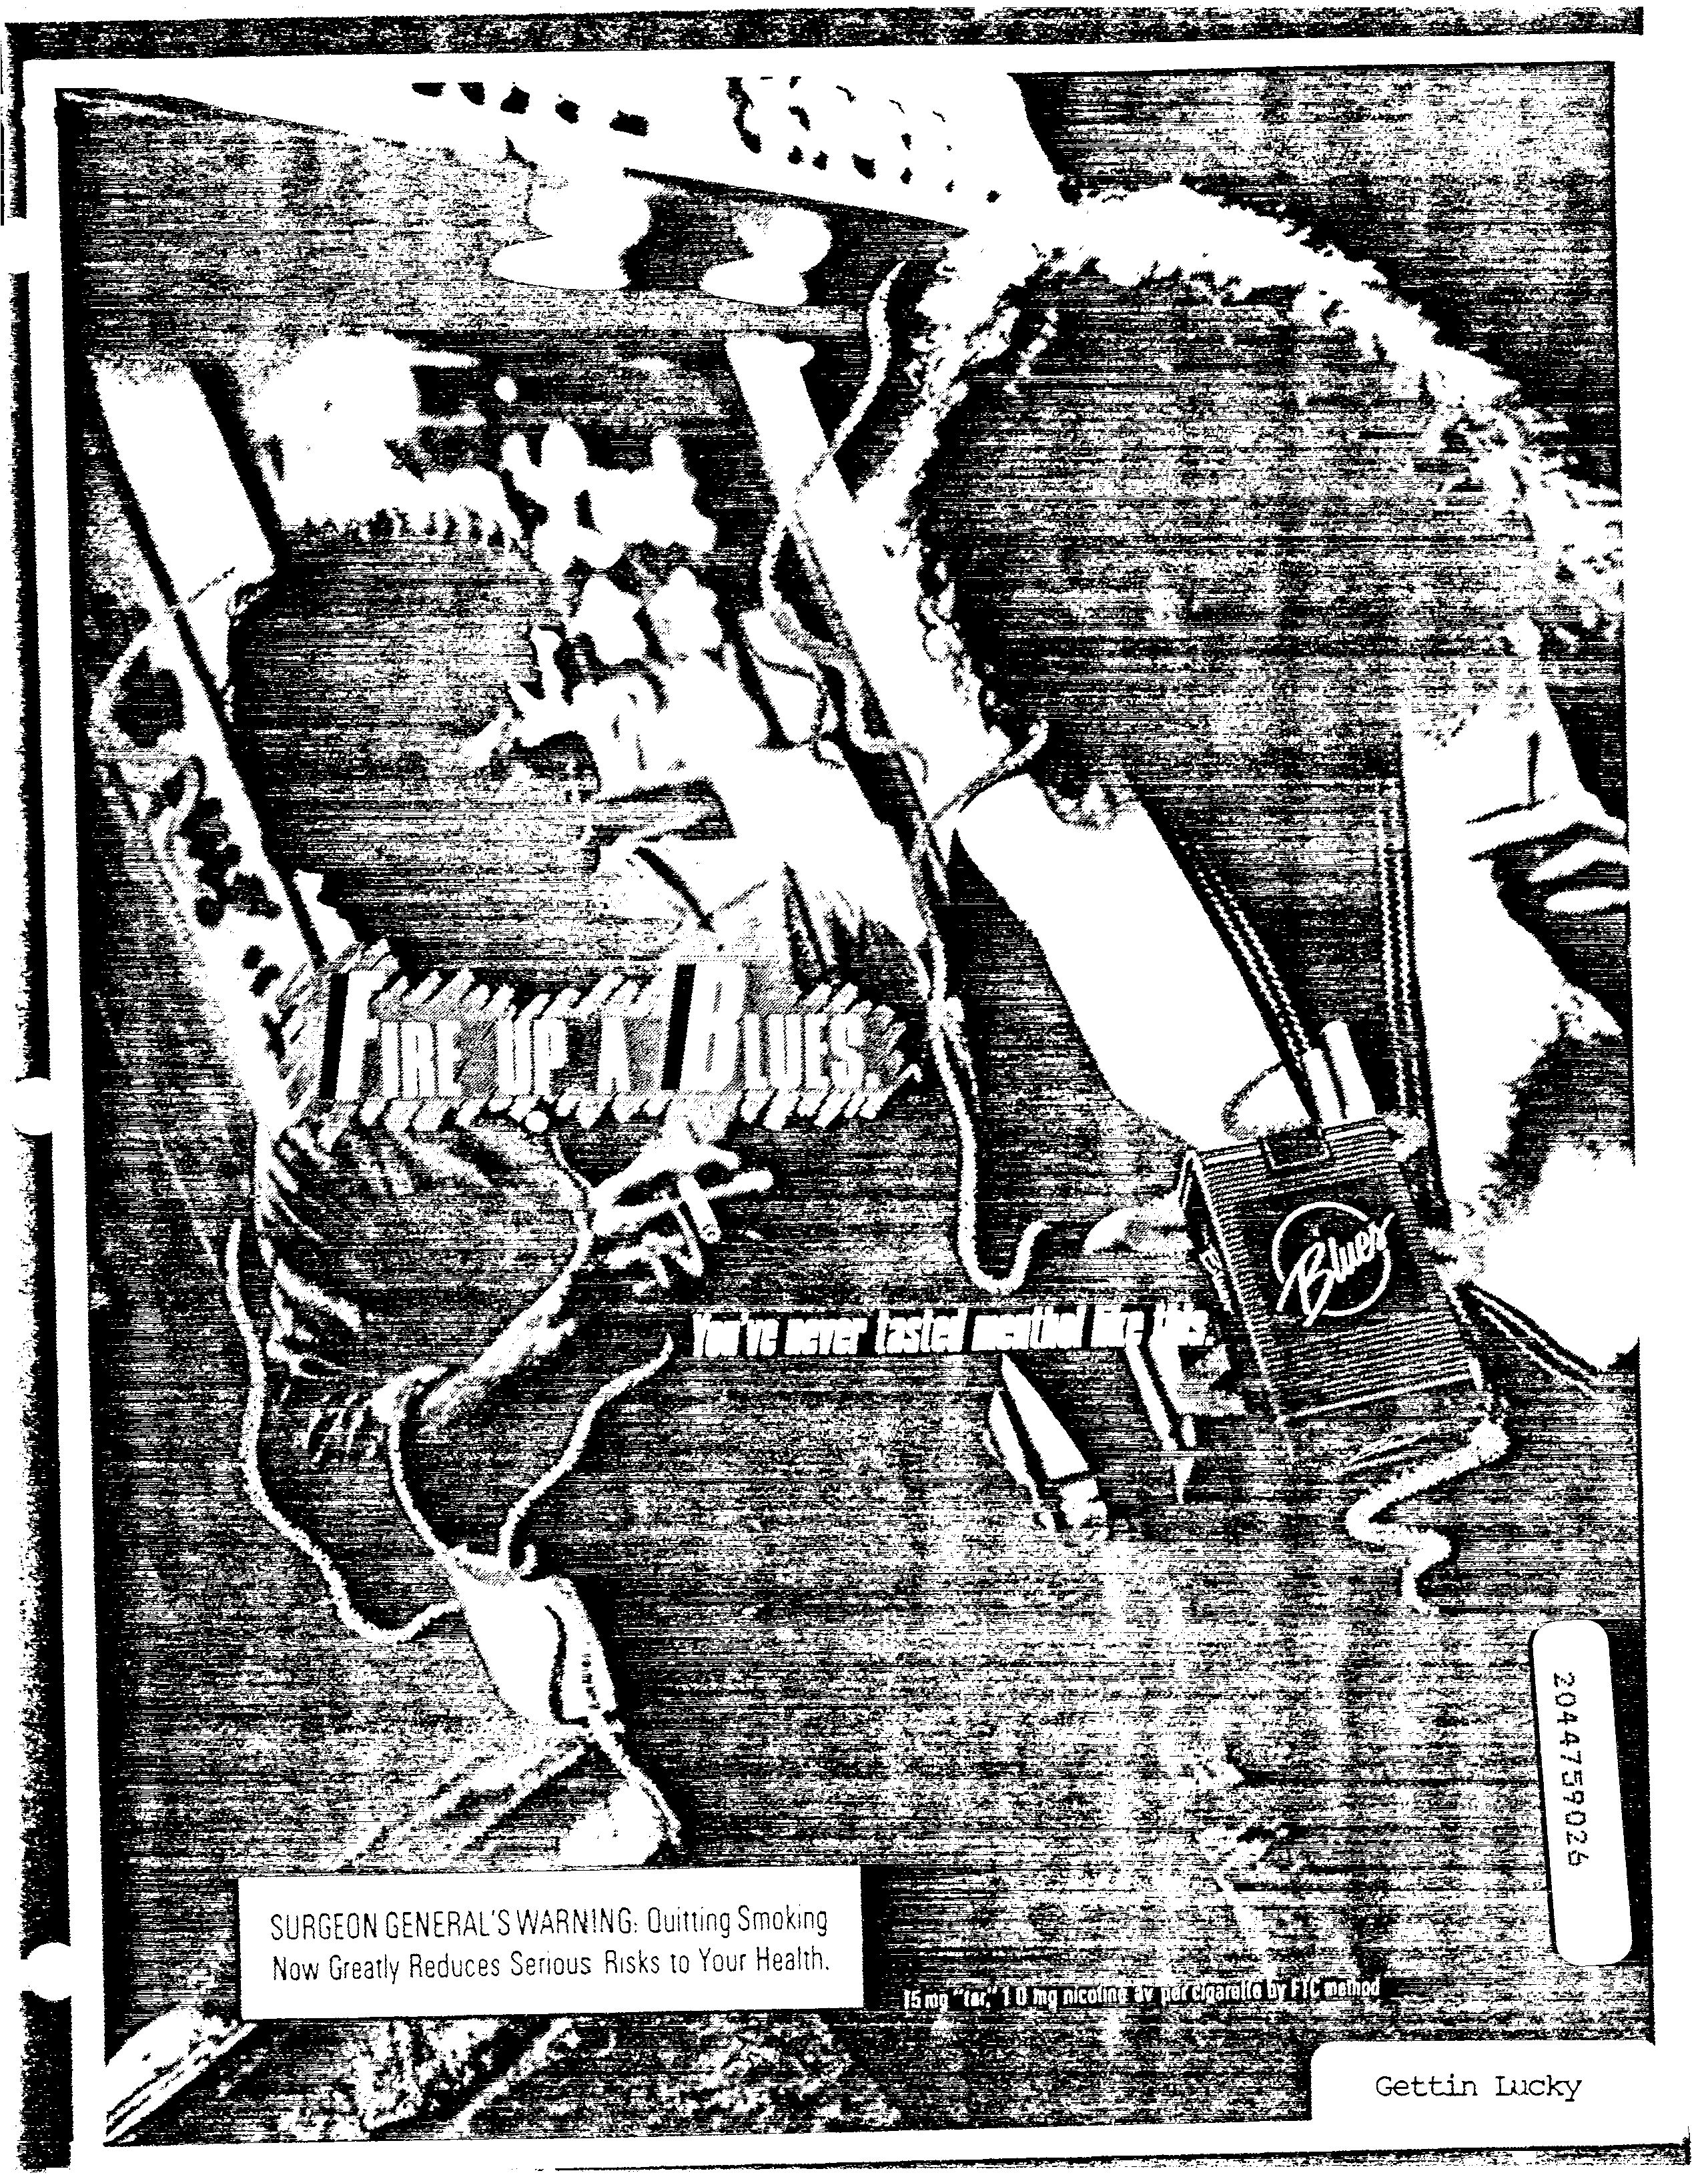 FIRE UP A BLUES.
You've never tasted menthol like this.
Blues
2044759026
SURGEON GENERAL'S WARNING: Quitting Smoking
Now Greatly Reduces Serious Risks to Your Health.
15 mg "tar," 1.0 mg nicotine av per cigarette by FTC method
Gettin Lucky